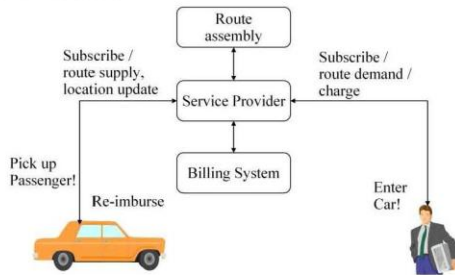 Route
assembly
Subscribe /
route supply,
location update
Subscribe /
route demand /
charge
Service Provider
Billing System
Pick up
Passenger!
Re-imburse
Enter
Car!